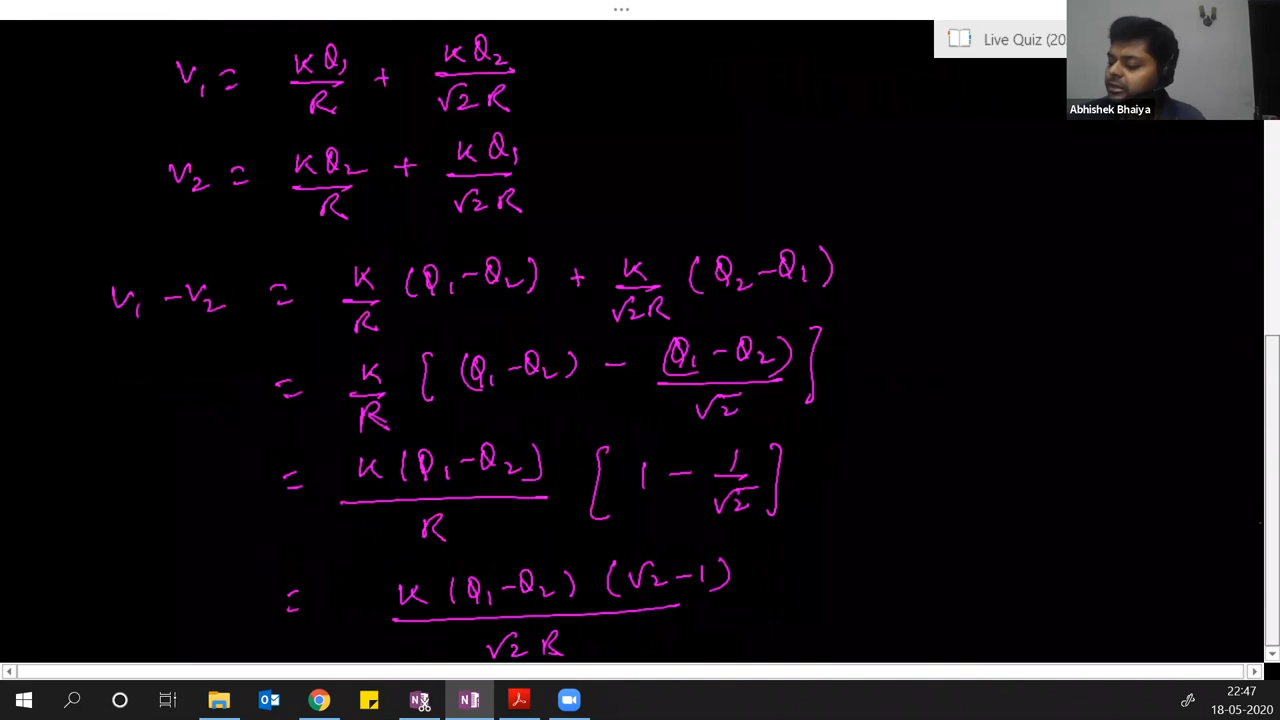 Live Quiz (20
Abhishek Bhaiya
V₁ = KQ₁/R + KQ₂/√2 R
V₂ = KQ₂/R + KQ₁/√2 R
V₁ - V₂ = K/R (Q₁ - Q₂) + K/√2R (Q₂ - Q₁)
= K/R [ (Q₁ - Q₂) - (Q₁ - Q₂)/√2 ]
= K(Q₁ - Q₂)/R [ 1 - 1/√2 ]
= K(Q₁ - Q₂)(√2 - 1)/√2 R
22:47
18-05-2020